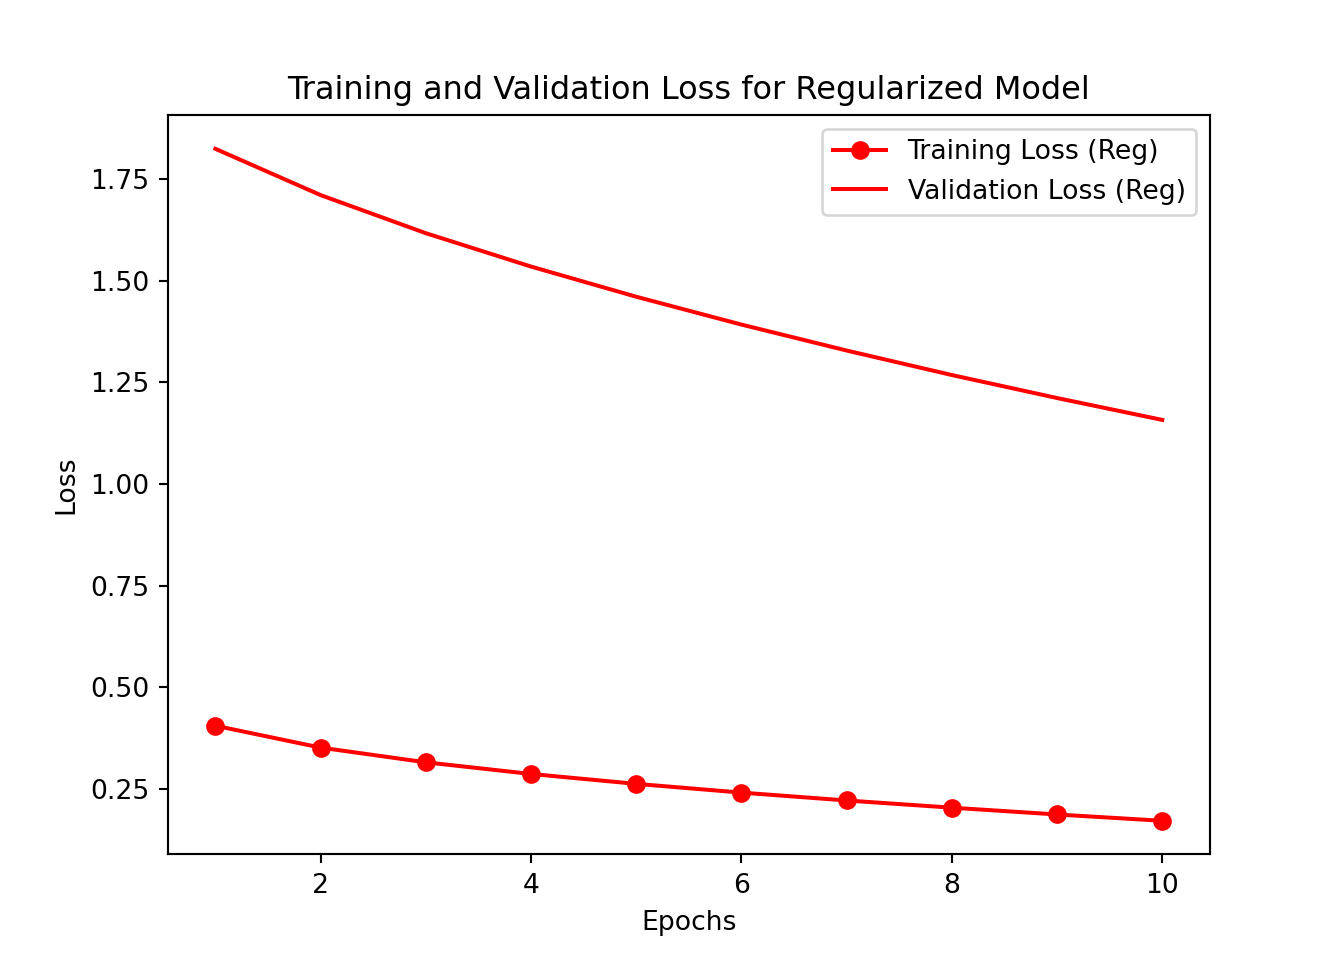 Training and Validation Loss for Regularized Model
Training Loss (Reg)
Validation Loss (Reg)
Loss
1.75
1.50
1.25
1.00
0.75
0.50
0.25
2 4 6 8 10
Epochs